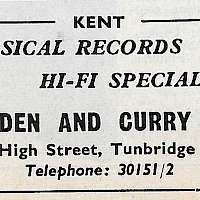 KENT
SICAL RECORDS
HI-FI SPECIAL
DEN AND CURRY
High Street, Tunbridge
Telephone: 30151/2